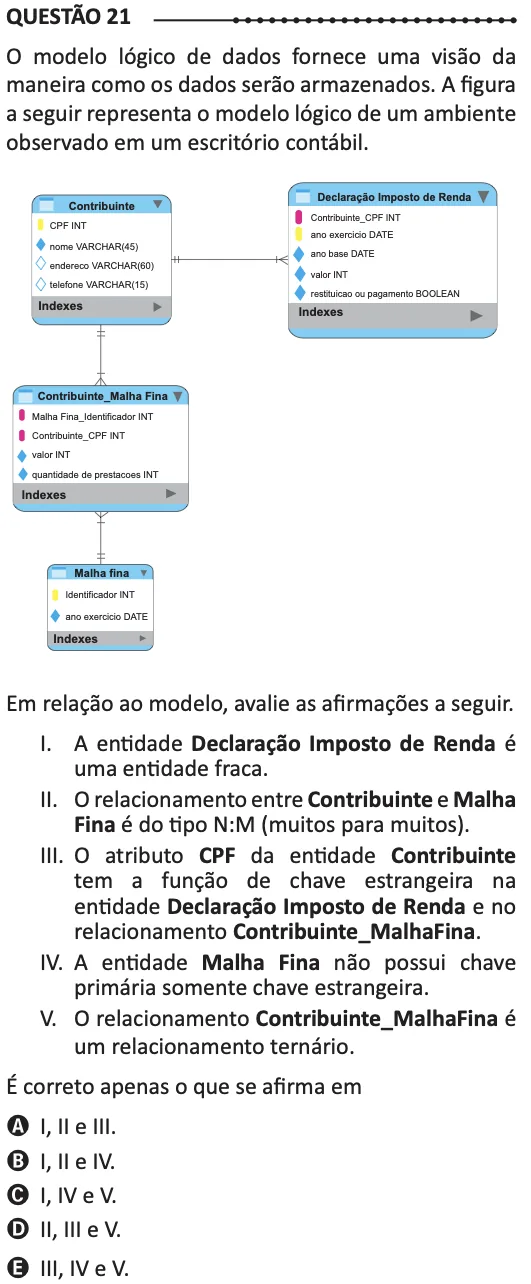 QUESTÃO 21
O modelo lógico de dados fornece uma visão da
maneira como os dados serão armazenados. A figura
a seguir representa o modelo lógico de um ambiente
observado em um escritório contábil.
Contribuinte
CPF INT
nome VARCHAR(45)
endereco VARCHAR(60)
telefone VARCHAR(15)
Indexes
Declaração Imposto de Renda
Contribuinte_CPF INT
ano exercicio DATE
ano base DATE
valor INT
restituicao ou pagamento BOOLEAN
Indexes
Contribuinte_Malha Fina
Malha Fina_Identificador INT
Contribuinte_CPF INT
valor INT
quantidade de prestacoes INT
Indexes
Malha fina
Identificador INT
ano exercicio DATE
Indexes
Em relação ao modelo, avalie as afirmações a seguir.
I. A entidade Declaração Imposto de Renda é
uma entidade fraca.
II. O relacionamento entre Contribuinte e Malha
Fina é do tipo N:M (muitos para muitos).
III. O atributo CPF da entidade Contribuinte
tem a função de chave estrangeira na
entidade Declaração Imposto de Renda e no
relacionamento Contribuinte_MalhaFina.
IV. A entidade Malha Fina não possui chave
primária somente chave estrangeira.
V. O relacionamento Contribuinte_MalhaFina é
um relacionamento ternário.
É correto apenas o que se afirma em
A I, II e III.
B I, II e IV.
C I, IV e V.
D II, III e V.
E III, IV e V.